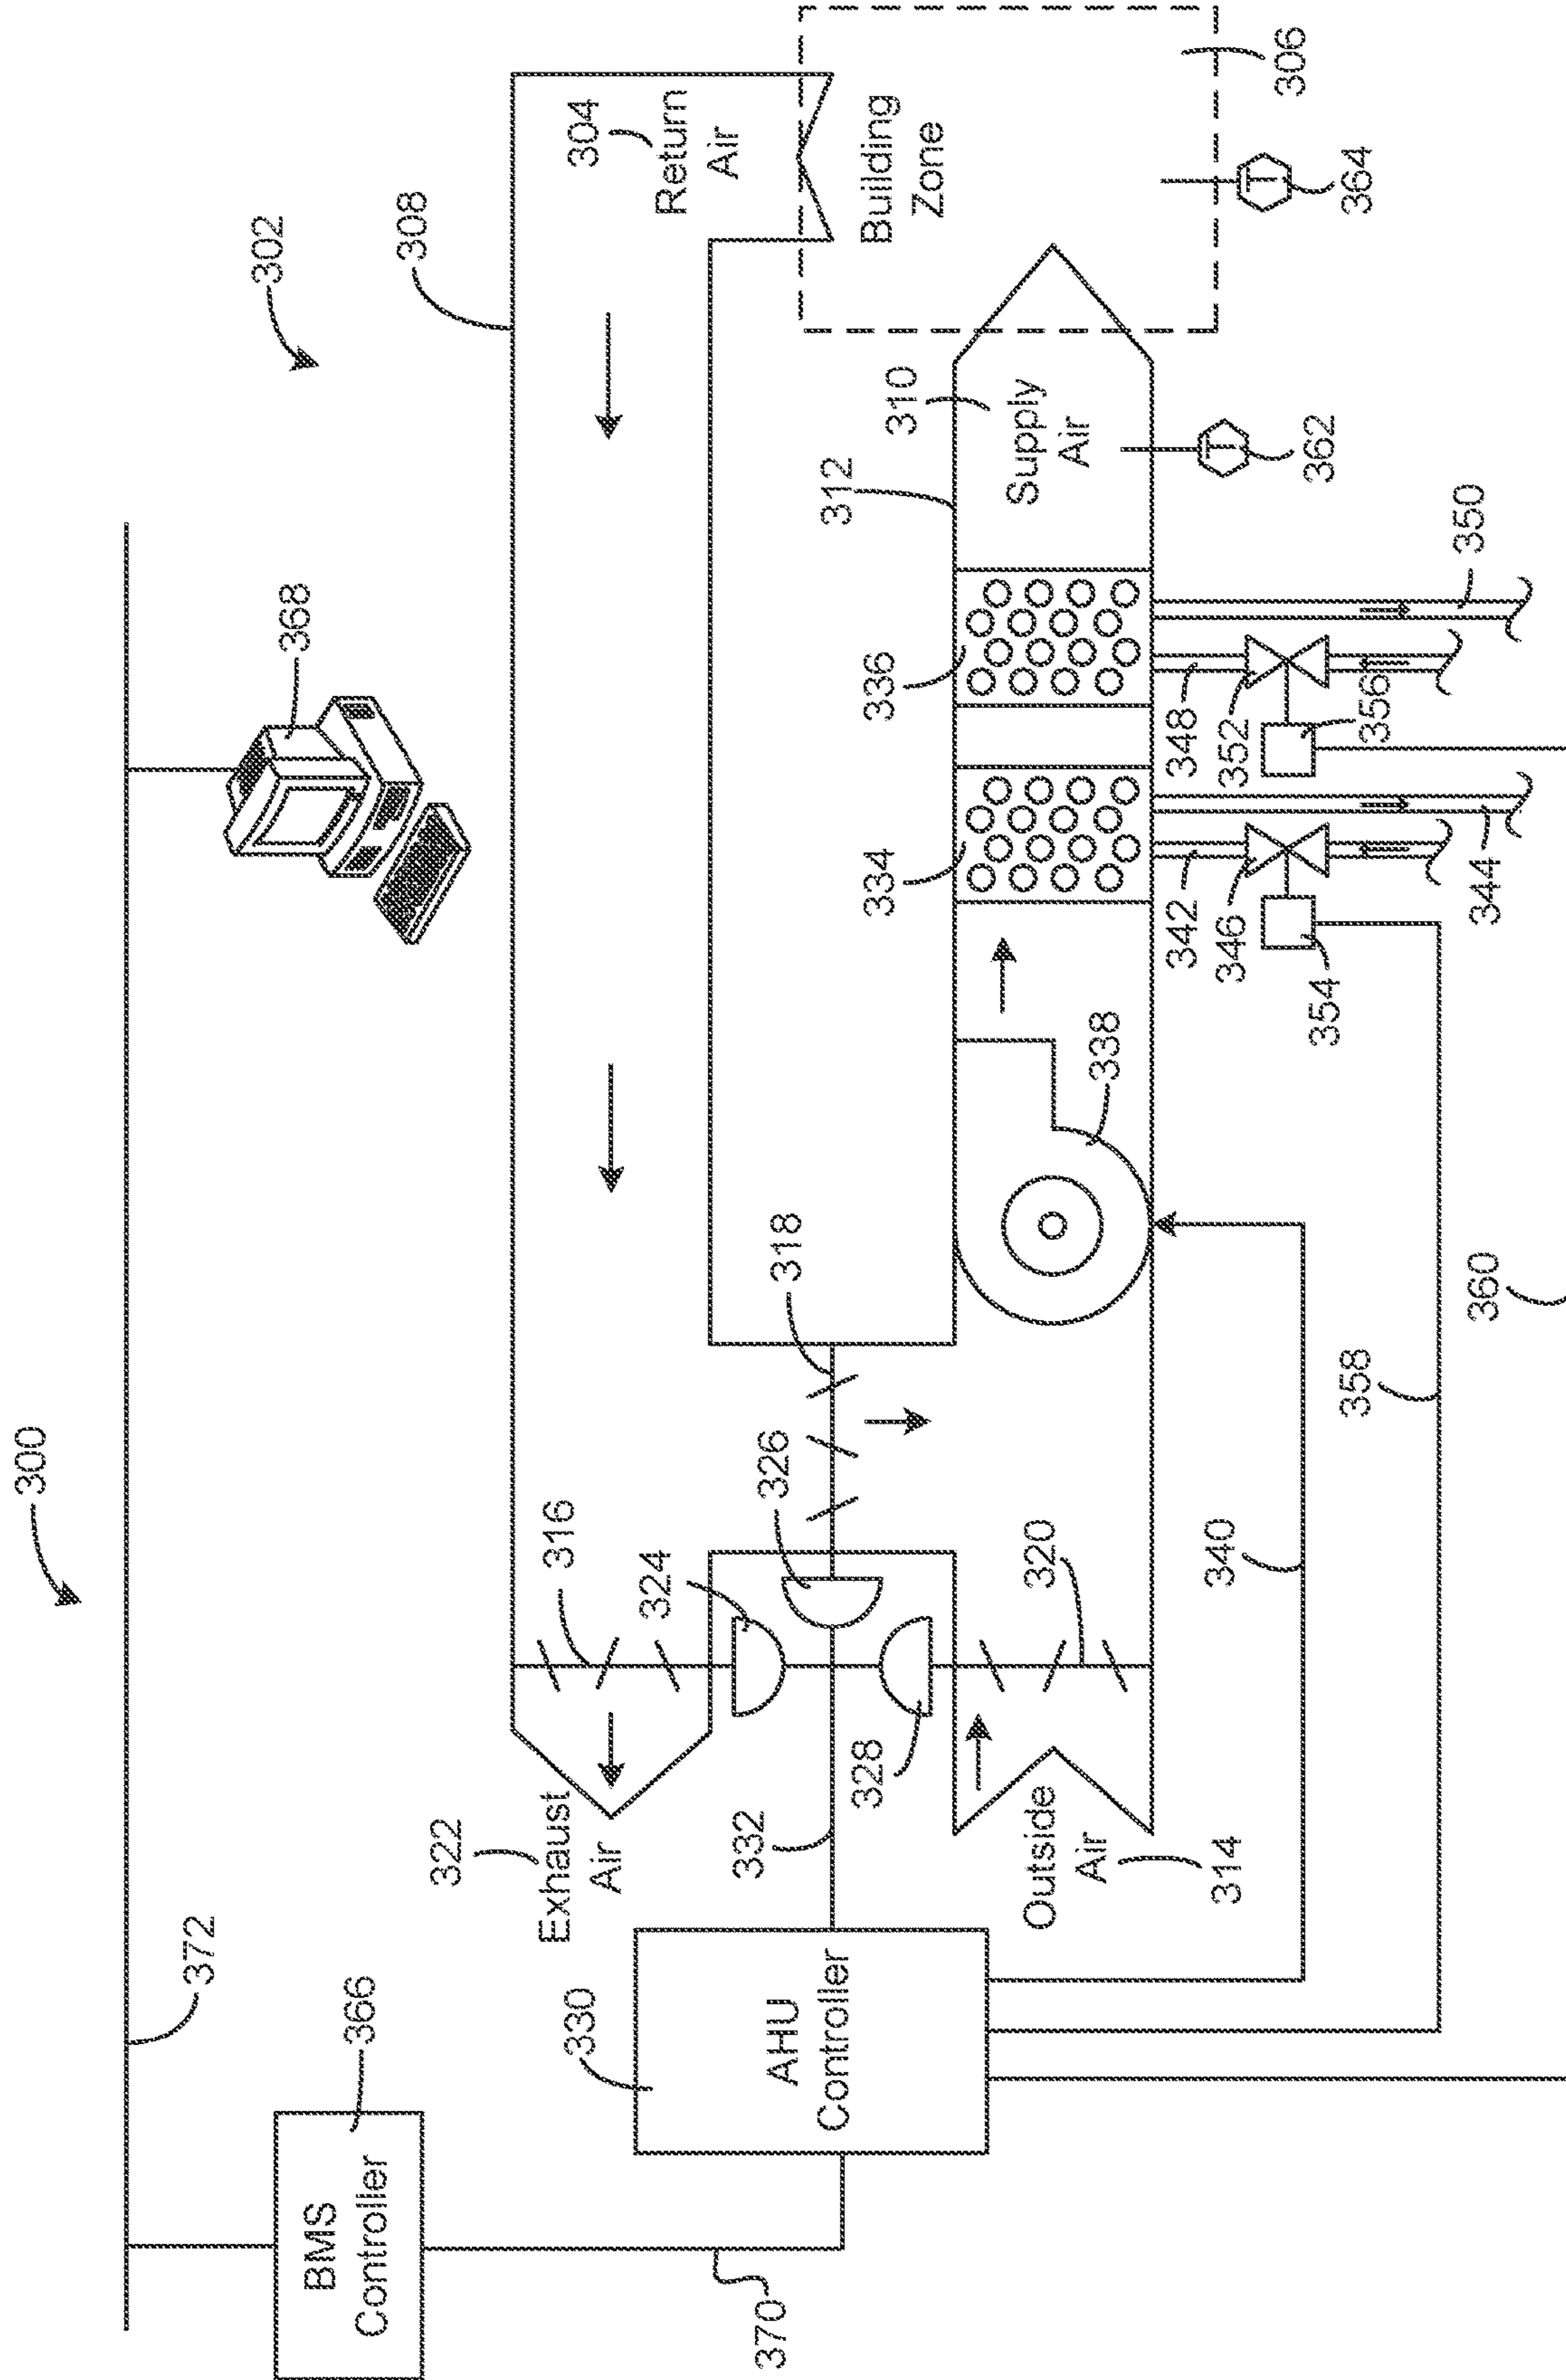 300
372
366
BMS
Controller
370
368
302
308
304
Return
Air
Building
Zone
306
364
322
Exhaust
Air
316
324
326
318
330
AHU
Controller
332
328
Outside
Air
314
320
338
334
336
312
310
Supply
Air
T
362
T
342
346
354
344
348
352
356
350
340
358
360